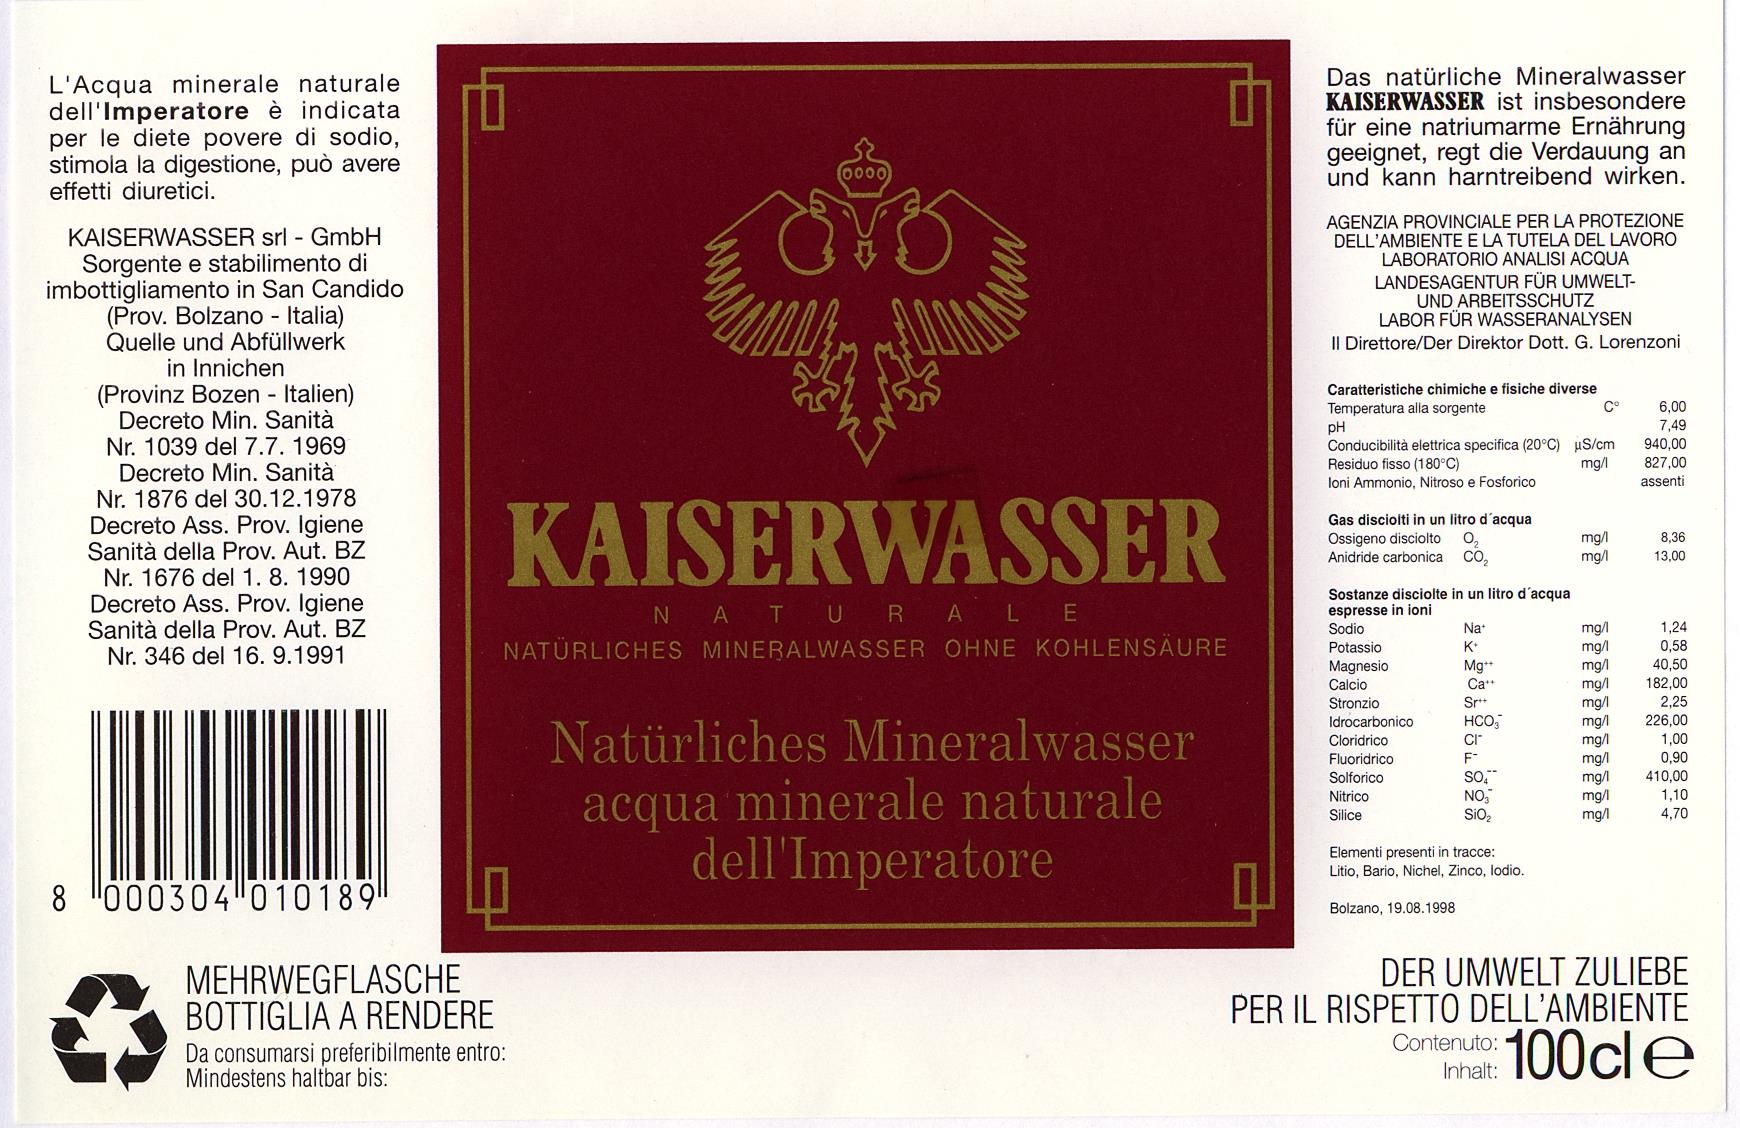 L'Acqua minerale naturale
dell'Imperatore è indicata
per le diete povere di sodio,
stimola la digestione, può avere
effetti diuretici.
KAISERWASSER srl - GmbH
Sorgente e stabilimento di
imbottigliamento in San Candido
(Prov. Bolzano - Italia)
Quelle und Abfüllwerk
in Innichen
(Provinz Bozen - Italien)
Decreto Min. Sanità
Nr. 1039 del 7.7. 1969
Decreto Min. Sanità
Nr. 1876 del 30.12.1978
Decreto Ass. Prov. Igiene
Sanità della Prov. Aut. BZ
Nr. 1676 del 1. 8. 1990
Decreto Ass. Prov. Igiene
Sanità della Prov. Aut. BZ
Nr. 346 del 16. 9.1991
8 000304 010189
MEHRWEGFLASCHE
BOTTIGLIA A RENDERE
Da consumarsi preferibilmente entro:
Mindestens haltbar bis:
KAISERWASSER
NATURALE
NATÜRLICHES MINERALWASSER OHNE KOHLENSÄURE
Natürliches Mineralwasser
acqua minerale naturale
dell'Imperatore
Das natürliche Mineralwasser
KAISERWASSER ist insbesondere
für eine natriumarme Ernährung
geeignet, regt die Verdauung an
und kann harntreibend wirken.
AGENZIA PROVINCIALE PER LA PROTEZIONE
DELL'AMBIENTE E LA TUTELA DEL LAVORO
LABORATORIO ANALISI ACQUA
LANDESAGENTUR FÜR UMWELT-
UND ARBEITSSCHUTZ
LABOR FÜR WASSERANALYSEN
Il Direttore/Der Direktor Dott. G. Lorenzoni
Caratteristiche chimiche e fisiche diverse
Temperatura alla sorgente C° 6,00
pH 7,49
Conducibilità elettrica specifica (20°C) µS/cm 940,00
Residuo fisso (180°C) mg/l 827,00
Ioni Ammonio, Nitroso e Fosforico assenti
Gas disciolti in un litro d´acqua
Ossigeno disciolto O₂ mg/l 8,36
Anidride carbonica CO₂ mg/l 13,00
Sostanze disciolte in un litro d´acqua
espresse in ioni
Sodio Na⁺ mg/l 1,24
Potassio K⁺ mg/l 0,58
Magnesio Mg⁺⁺ mg/l 40,50
Calcio Ca⁺⁺ mg/l 182,00
Stronzio Sr⁺⁺ mg/l 2,25
Idrocarbonico HCO₃⁻ mg/l 226,00
Cloridrico Cl⁻ mg/l 1,00
Fluoridrico F⁻ mg/l 0,90
Solforico SO₄⁻⁻ mg/l 410,00
Nitrico NO₃⁻ mg/l 1,10
Silice SiO₂ mg/l 4,70
Elementi presenti in tracce:
Litio, Bario, Nichel, Zinco, Iodio.
Bolzano, 19.08.1998
DER UMWELT ZULIEBE
PER IL RISPETTO DELL'AMBIENTE
Contenuto:
Inhalt:
100cl e